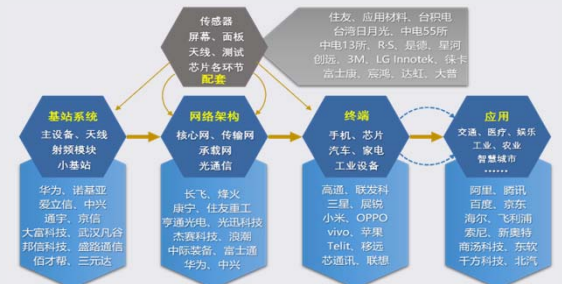 传感器
屏幕、面板
天线、测试
芯片各环节
配套
住友、应用材料、台积电
台湾日月光、中电55所
中电13所、R·S、是德、星河
创远、3M、LG Innotek、徕卡
富士康、宸鸿、达虹、大普
基站系统
主设备、天线
射频模块
小基站
华为、诺基亚
爱立信、中兴
通宇、京信
大富科技、武汉凡谷
邦信科技、盛路通信
佰才帮、三元达
网络架构
核心网、传输网
承载网
光通信
长飞、烽火
康宁、住友重工
亨通光电、光迅科技
杰赛科技、浪潮
中际装备、富士通
华为、中兴
终端
手机、芯片
汽车、家电
工业设备
高通、联发科
三星、展锐
小米、OPPO
vivo、苹果
Telit、移远
芯通讯、联想
应用
交通、医疗、娱乐
工业、农业
智慧城市
······
阿里、腾讯
百度、京东
海尔、飞利浦
索尼、新奥特
商汤科技、东软
千方科技、北汽